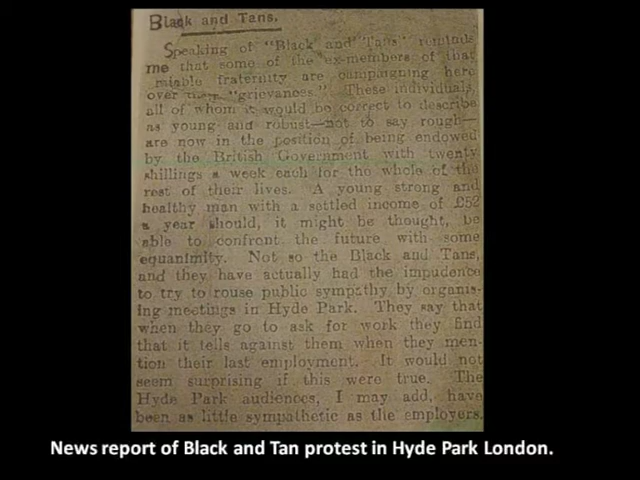 Black and Tans.
Speaking of "Black and Tans" reminds
me that some of the ex-members of that
miable fraternity are campaigning here
over their "grievances." These individuals,
all of whom it would be correct to describe
as young and robust—not to say rough—
are now in the position of being endowed
by the British Government with twenty
shillings a week each for the whole of the
rest of their lives. A young strong and
healthy man with a settled income of £52
a year should, it might be thought, be
able to confront the future with some
equanimity. Not so the Black and Tans,
and they have actually had the impudence
to try to rouse public sympathy by organis-
ing meetings in Hyde Park. They say that
when they go to ask for work they find
that it tells against them when they men-
tion their last employment. It would not
seem surprising if this were true. The
Hyde Park audiences, I may add, have
been as little sympathetic as the employers.
News report of Black and Tan protest in Hyde Park London.